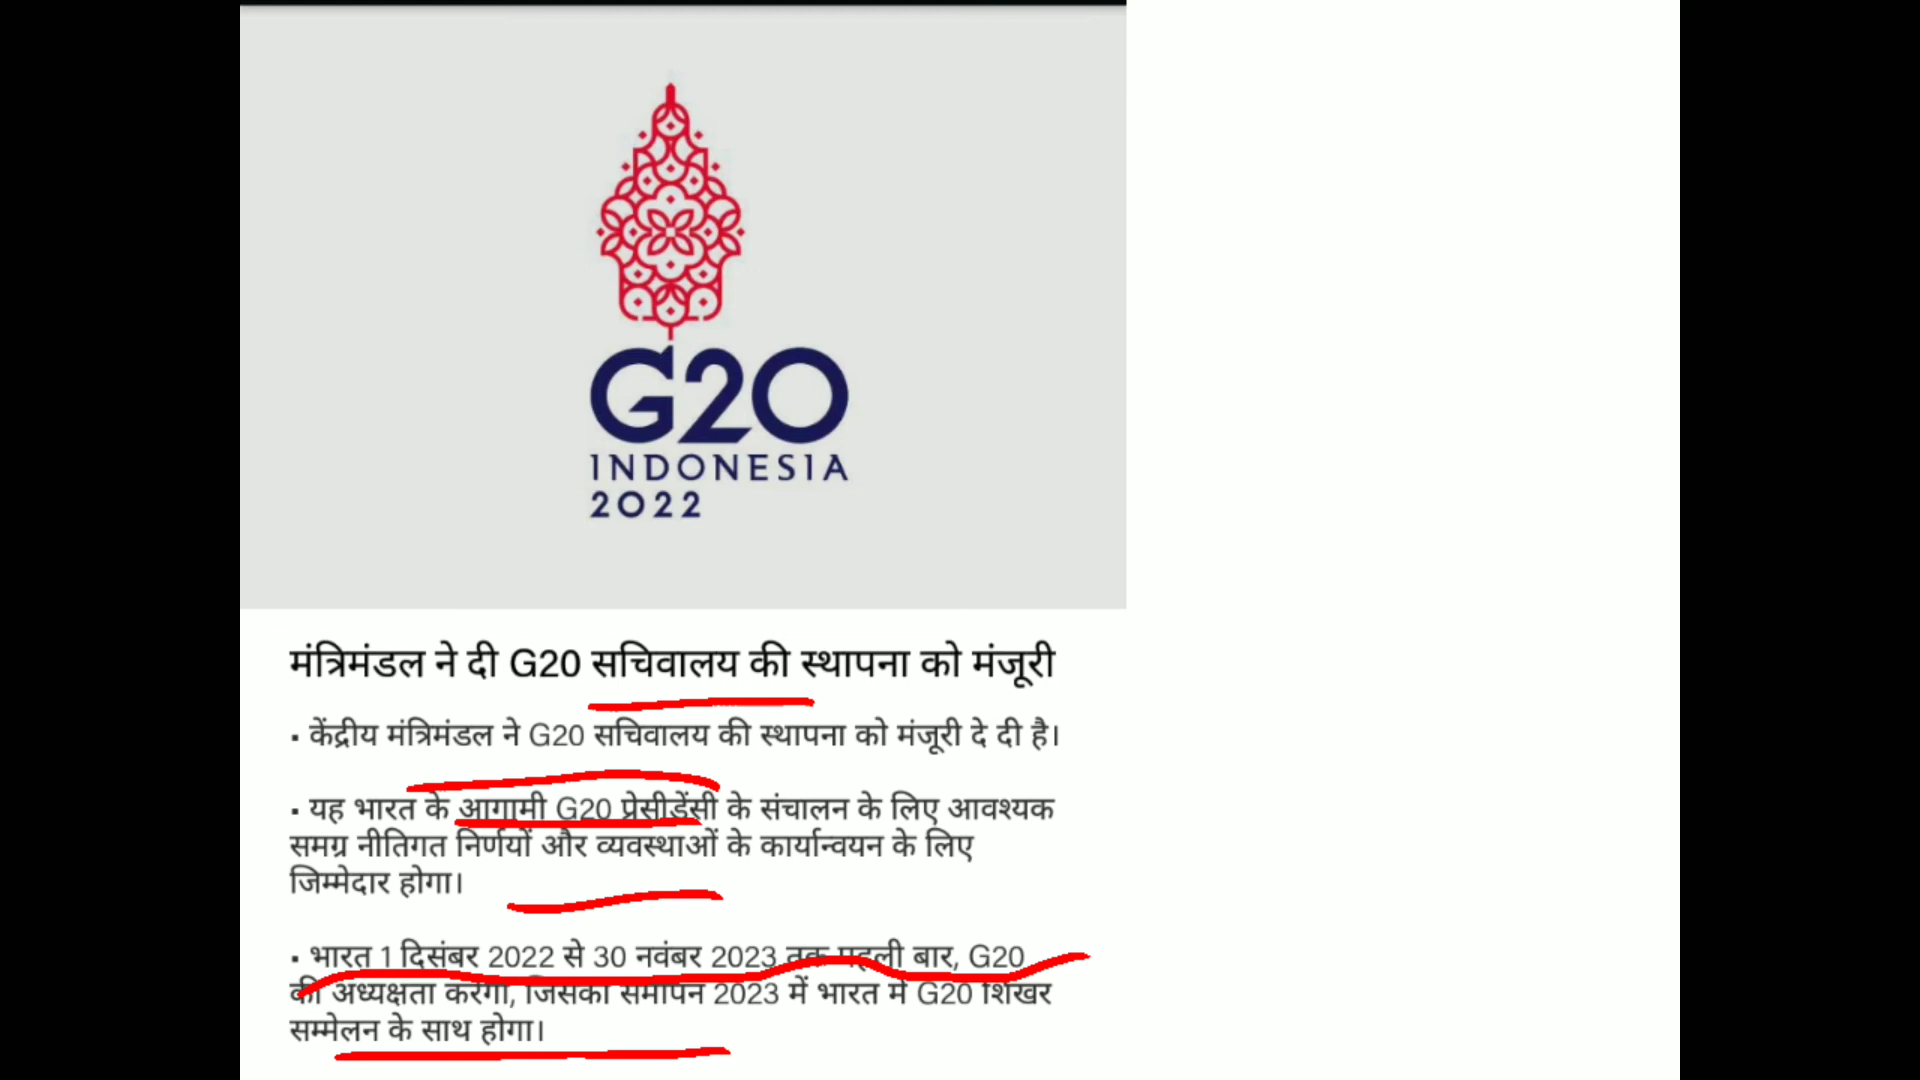 G20
INDONESIA
2022
मंत्रिमंडल ने दी G20 सचिवालय की स्थापना को मंजूरी
▪ केंद्रीय मंत्रिमंडल ने G20 सचिवालय की स्थापना को मंजूरी दे दी है।
▪ यह भारत के आगामी G20 प्रेसीडेंसी के संचालन के लिए आवश्यक
समग्र नीतिगत निर्णयों और व्यवस्थाओं के कार्यान्वयन के लिए
जिम्मेदार होगा।
▪ भारत 1 दिसंबर 2022 से 30 नवंबर 2023 तक पहली बार, G20
की अध्यक्षता करेगा, जिसका समापन 2023 में भारत में G20 शिखर
सम्मेलन के साथ होगा।